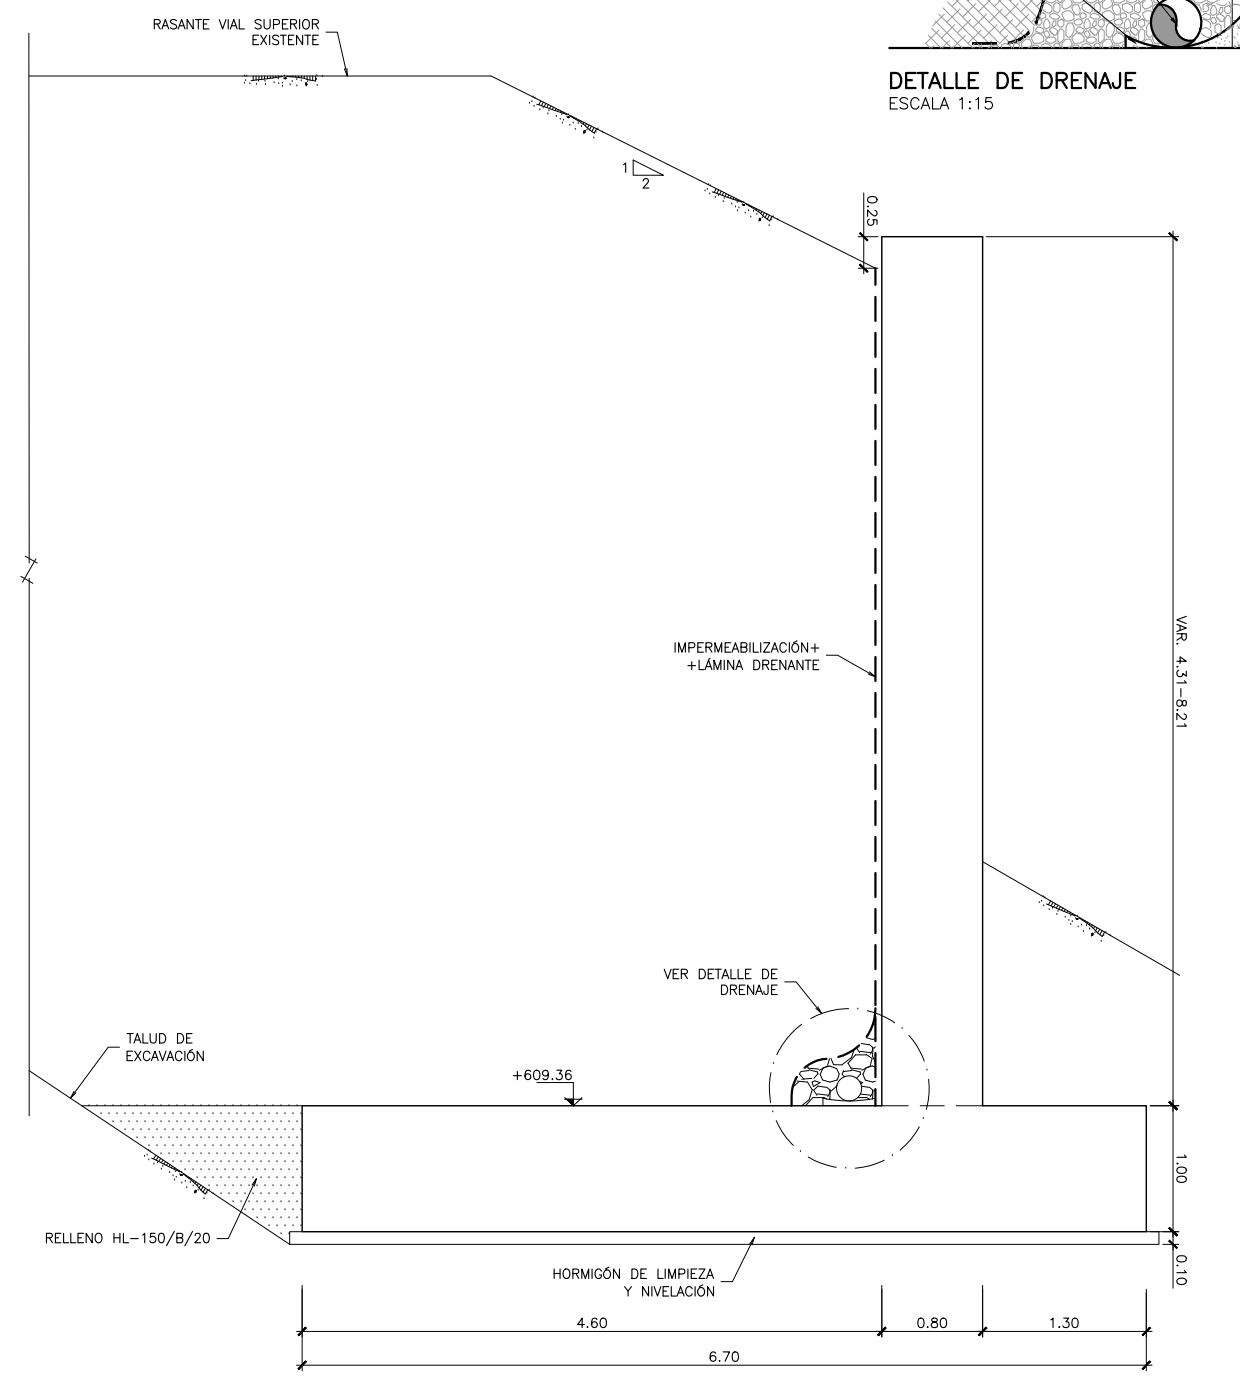 RASANTE VIAL SUPERIOR
EXISTENTE
DETALLE DE DRENAJE
ESCALA 1:15
1
2
0.25
IMPERMEABILIZACIÓN+
+LÁMINA DRENANTE
VAR. 4.31-8.21
VER DETALLE DE
DRENAJE
TALUD DE
EXCAVACIÓN
+609.36
1.00
RELLENO HL-150/B/20
0.10
HORMIGÓN DE LIMPIEZA
Y NIVELACIÓN
4.60
0.80
1.30
6.70